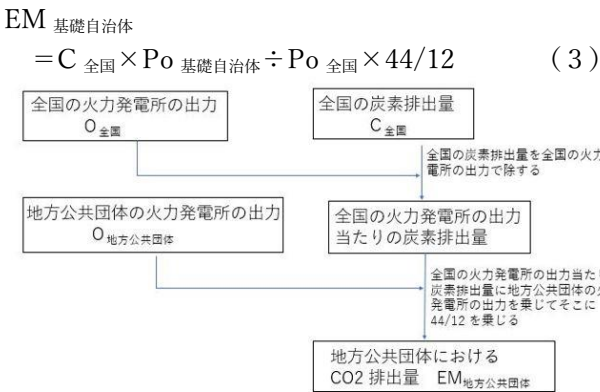 EM 基礎自治体
＝C 全国×Po 基礎自治体÷Po 全国×44/12 （3）
全国の火力発電所の出力
O全国
全国の炭素排出量
C全国
全国の炭素排出量を全国の火力
電所の出力で除する
地方公共団体の火力発電所の出力
O地方公共団体
全国の火力発電所の出力
当たりの炭素排出量
全国の火力発電所の出力当たり
炭素排出量に地方公共団体の火
発電所の出力を乗じてそこに
44/12 を乗じる
地方公共団体における
CO2 排出量 EM地方公共団体